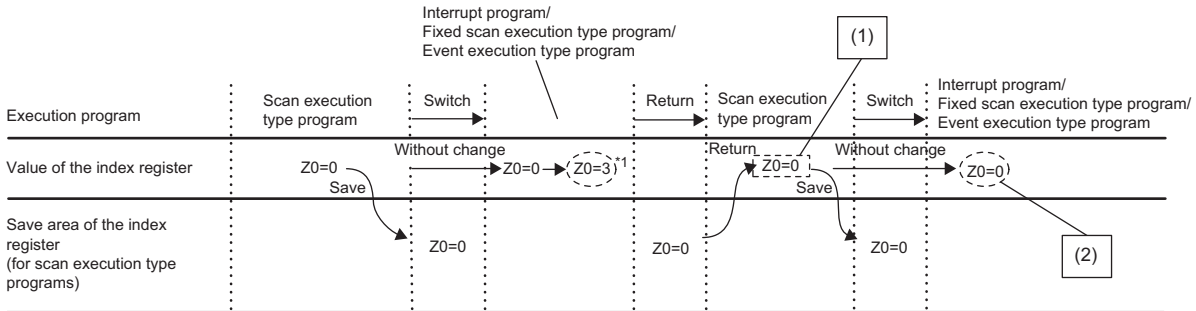 Interrupt program/
Fixed scan execution type program/
Event execution type program
(1)
Execution program
Scan execution
type program
Switch
Return
Scan execution
type program
Switch
Interrupt program/
Fixed scan execution type program/
Event execution type program
Value of the index register
Z0=0
Save
Without change
Z0=0
Z0=3
*1
Return
Z0=0
Save
Without change
Z0=0
Save area of the index
register
(for scan execution type
programs)
Z0=0
Z0=0
Z0=0
(2)